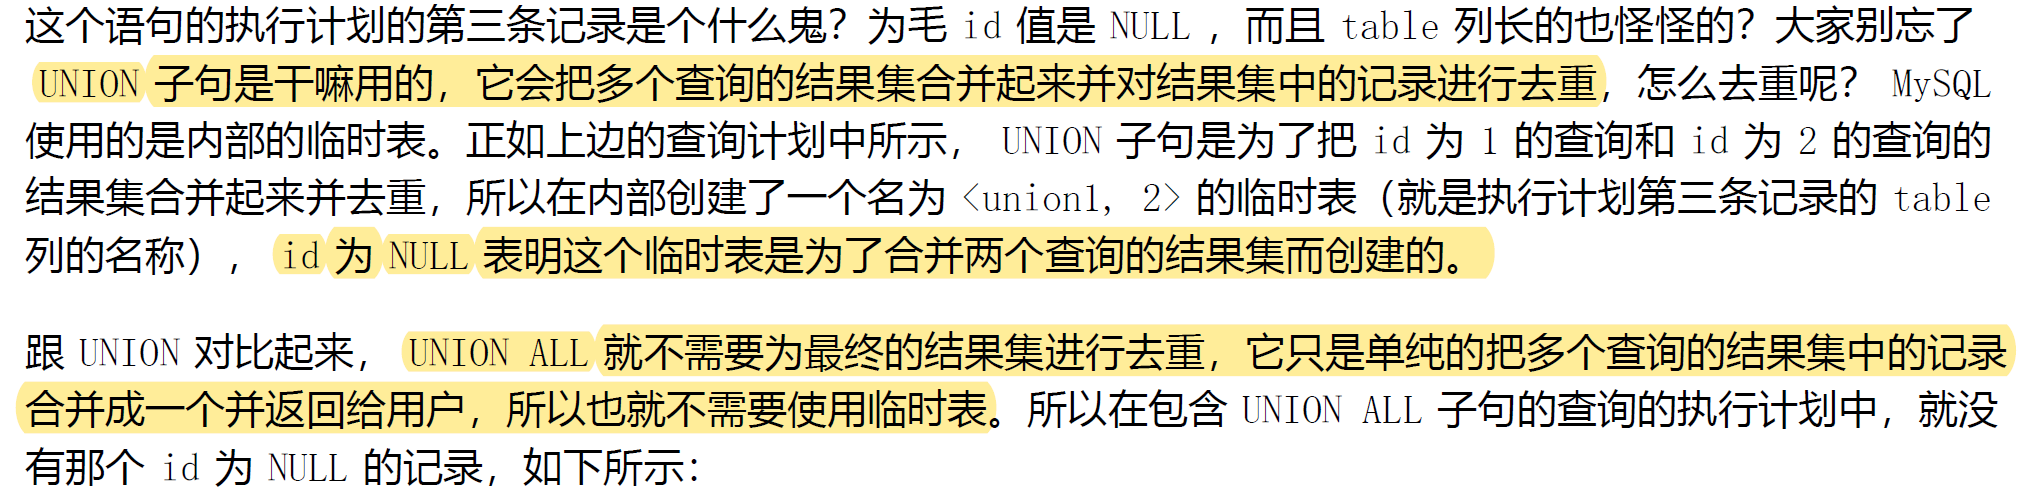 这个语句的执行计划的第三条记录是个什么鬼？为毛 id 值是 NULL ，而且 table 列长的也怪怪的？大家别忘了
UNION 子句是干嘛用的，它会把多个查询的结果集合并起来并对结果集中的记录进行去重，怎么去重呢？ MySQL
使用的是内部的临时表。正如上边的查询计划中所示， UNION 子句是为了把 id 为 1 的查询和 id 为 2 的查询的
结果集合并起来并去重，所以在内部创建了一个名为 <union1, 2> 的临时表（就是执行计划第三条记录的 table
列的名称）， id 为 NULL 表明这个临时表是为了合并两个查询的结果集而创建的。
跟 UNION 对比起来， UNION ALL 就不需要为最终的结果集进行去重，它只是单纯的把多个查询的结果集中的记录
合并成一个并返回给用户，所以也就不需要使用临时表。所以在包含 UNION ALL 子句的查询的执行计划中，就没
有那个 id 为 NULL 的记录，如下所示：